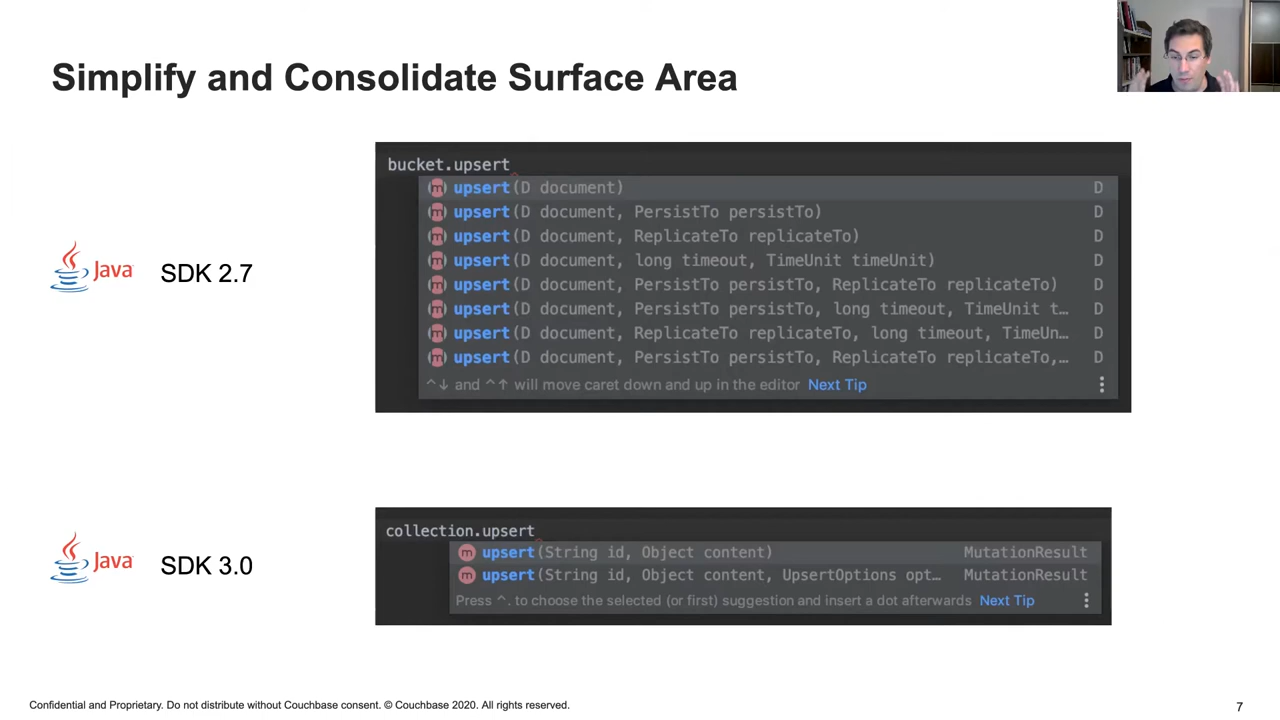 Simplify and Consolidate Surface Area
bucket.upsert
m upsert(D document) D
m upsert(D document, PersistTo persistTo) D
m upsert(D document, ReplicateTo replicateTo) D
m upsert(D document, long timeout, TimeUnit timeUnit) D
m upsert(D document, PersistTo persistTo, ReplicateTo replicateTo) D
m upsert(D document, PersistTo persistTo, long timeout, TimeUnit t… D
m upsert(D document, ReplicateTo replicateTo, long timeout, TimeUn… D
m upsert(D document, PersistTo persistTo, ReplicateTo replicateTo,… D
^↓ and ^↑ will move caret down and up in the editor Next Tip
Java SDK 2.7
collection.upsert
m upsert(String id, Object content) MutationResult
m upsert(String id, Object content, UpsertOptions opt… MutationResult
Press ^. to choose the selected (or first) suggestion and insert a dot afterwards Next Tip
Java SDK 3.0
Confidential and Proprietary. Do not distribute without Couchbase consent. © Couchbase 2020. All rights reserved.
7